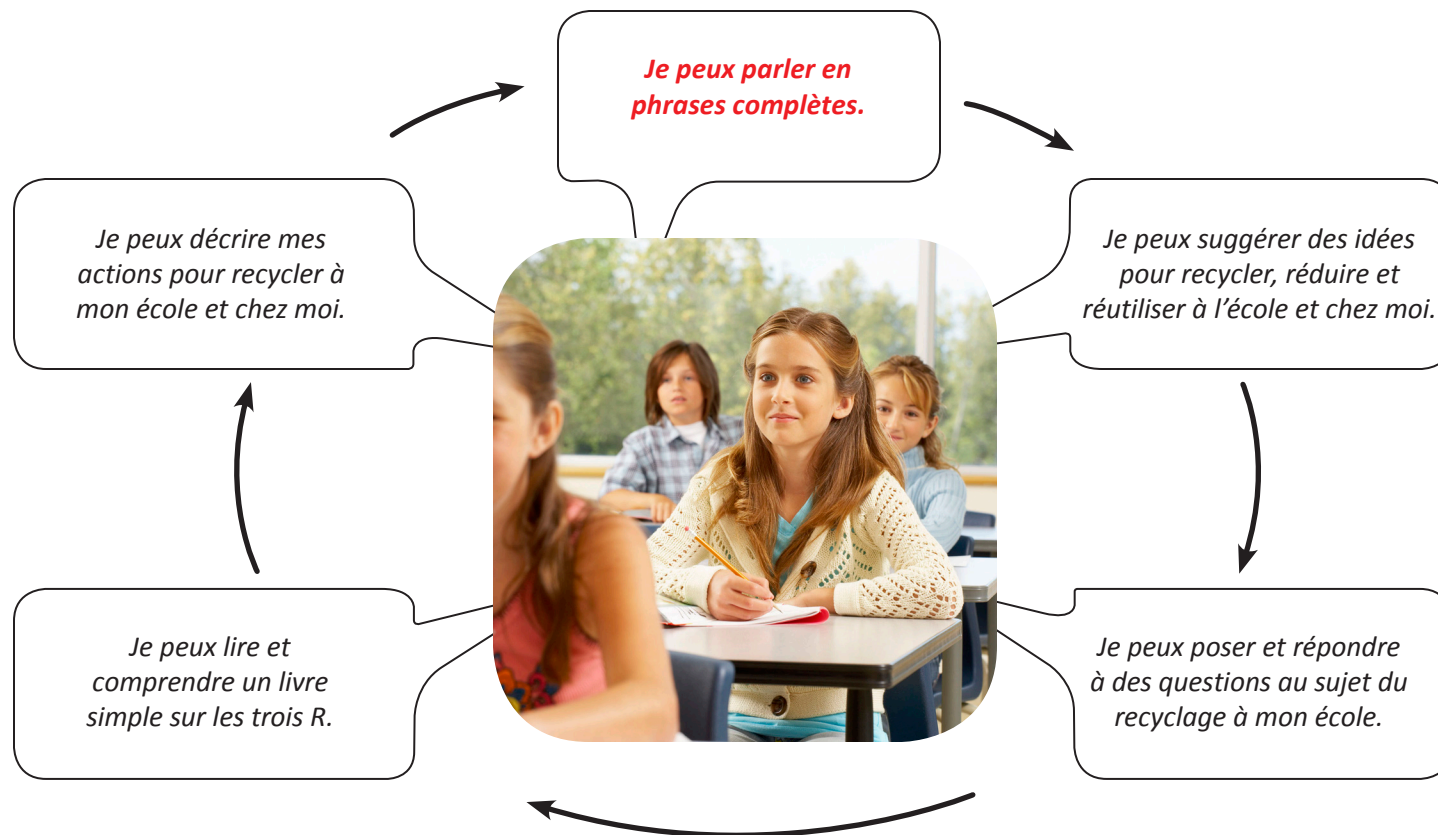 Je peux parler en
phrases complètes.
Je peux suggérer des idées
pour recycler, réduire et
réutiliser à l’école et chez moi.
Je peux poser et répondre
à des questions au sujet du
recyclage à mon école.
Je peux lire et
comprendre un livre
simple sur les trois R.
Je peux décrire mes
actions pour recycler à
mon école et chez moi.